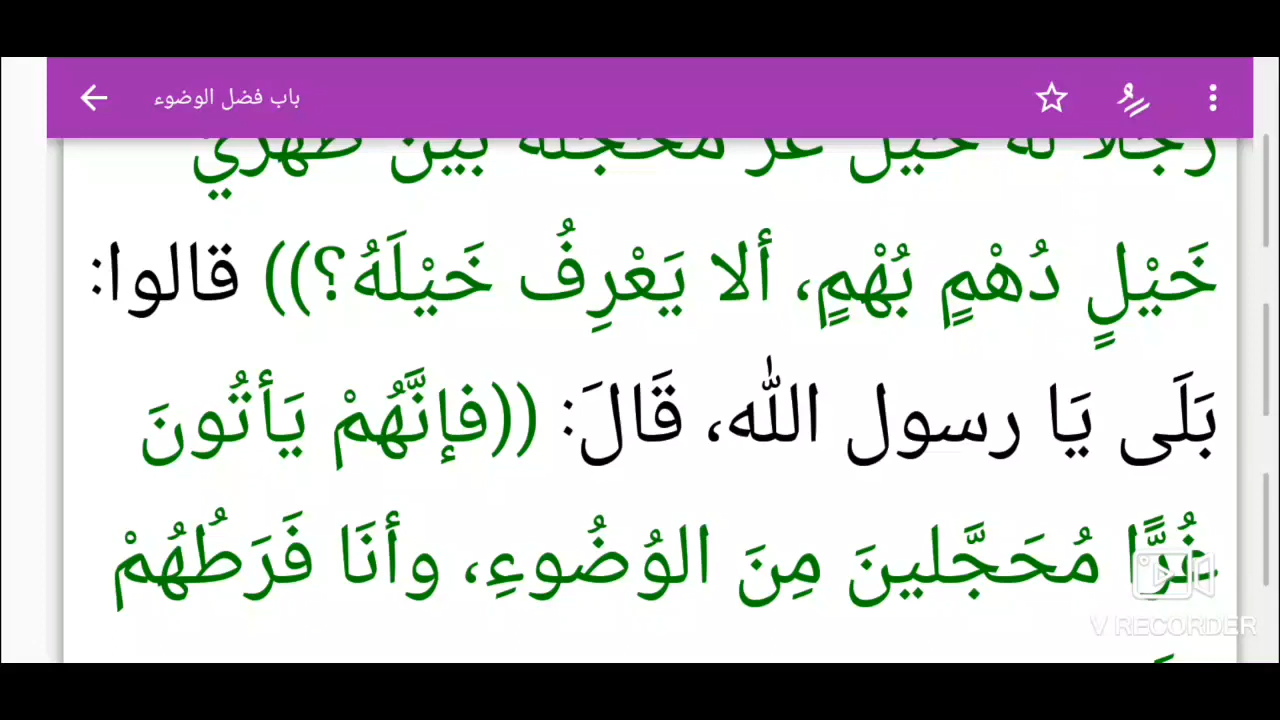 باب فضل الوضوء
رَجُلًا لَهُ خَيْلٌ غُرٌّ مُحَجَّلَةٌ بَيْنَ ظَهْرَيْ
خَيْلٍ دُهْمٍ بُهْمٍ، ألا يَعْرِفُ خَيْلَهُ؟)) قالوا:
بَلَى يَا رسول الله، قَالَ: ((فإنَّهُمْ يَأتُونَ
غُرًّا مُحَجَّلينَ مِنَ الوُضُوءِ، وأنَا فَرَطُهُمْ
V RECORDER